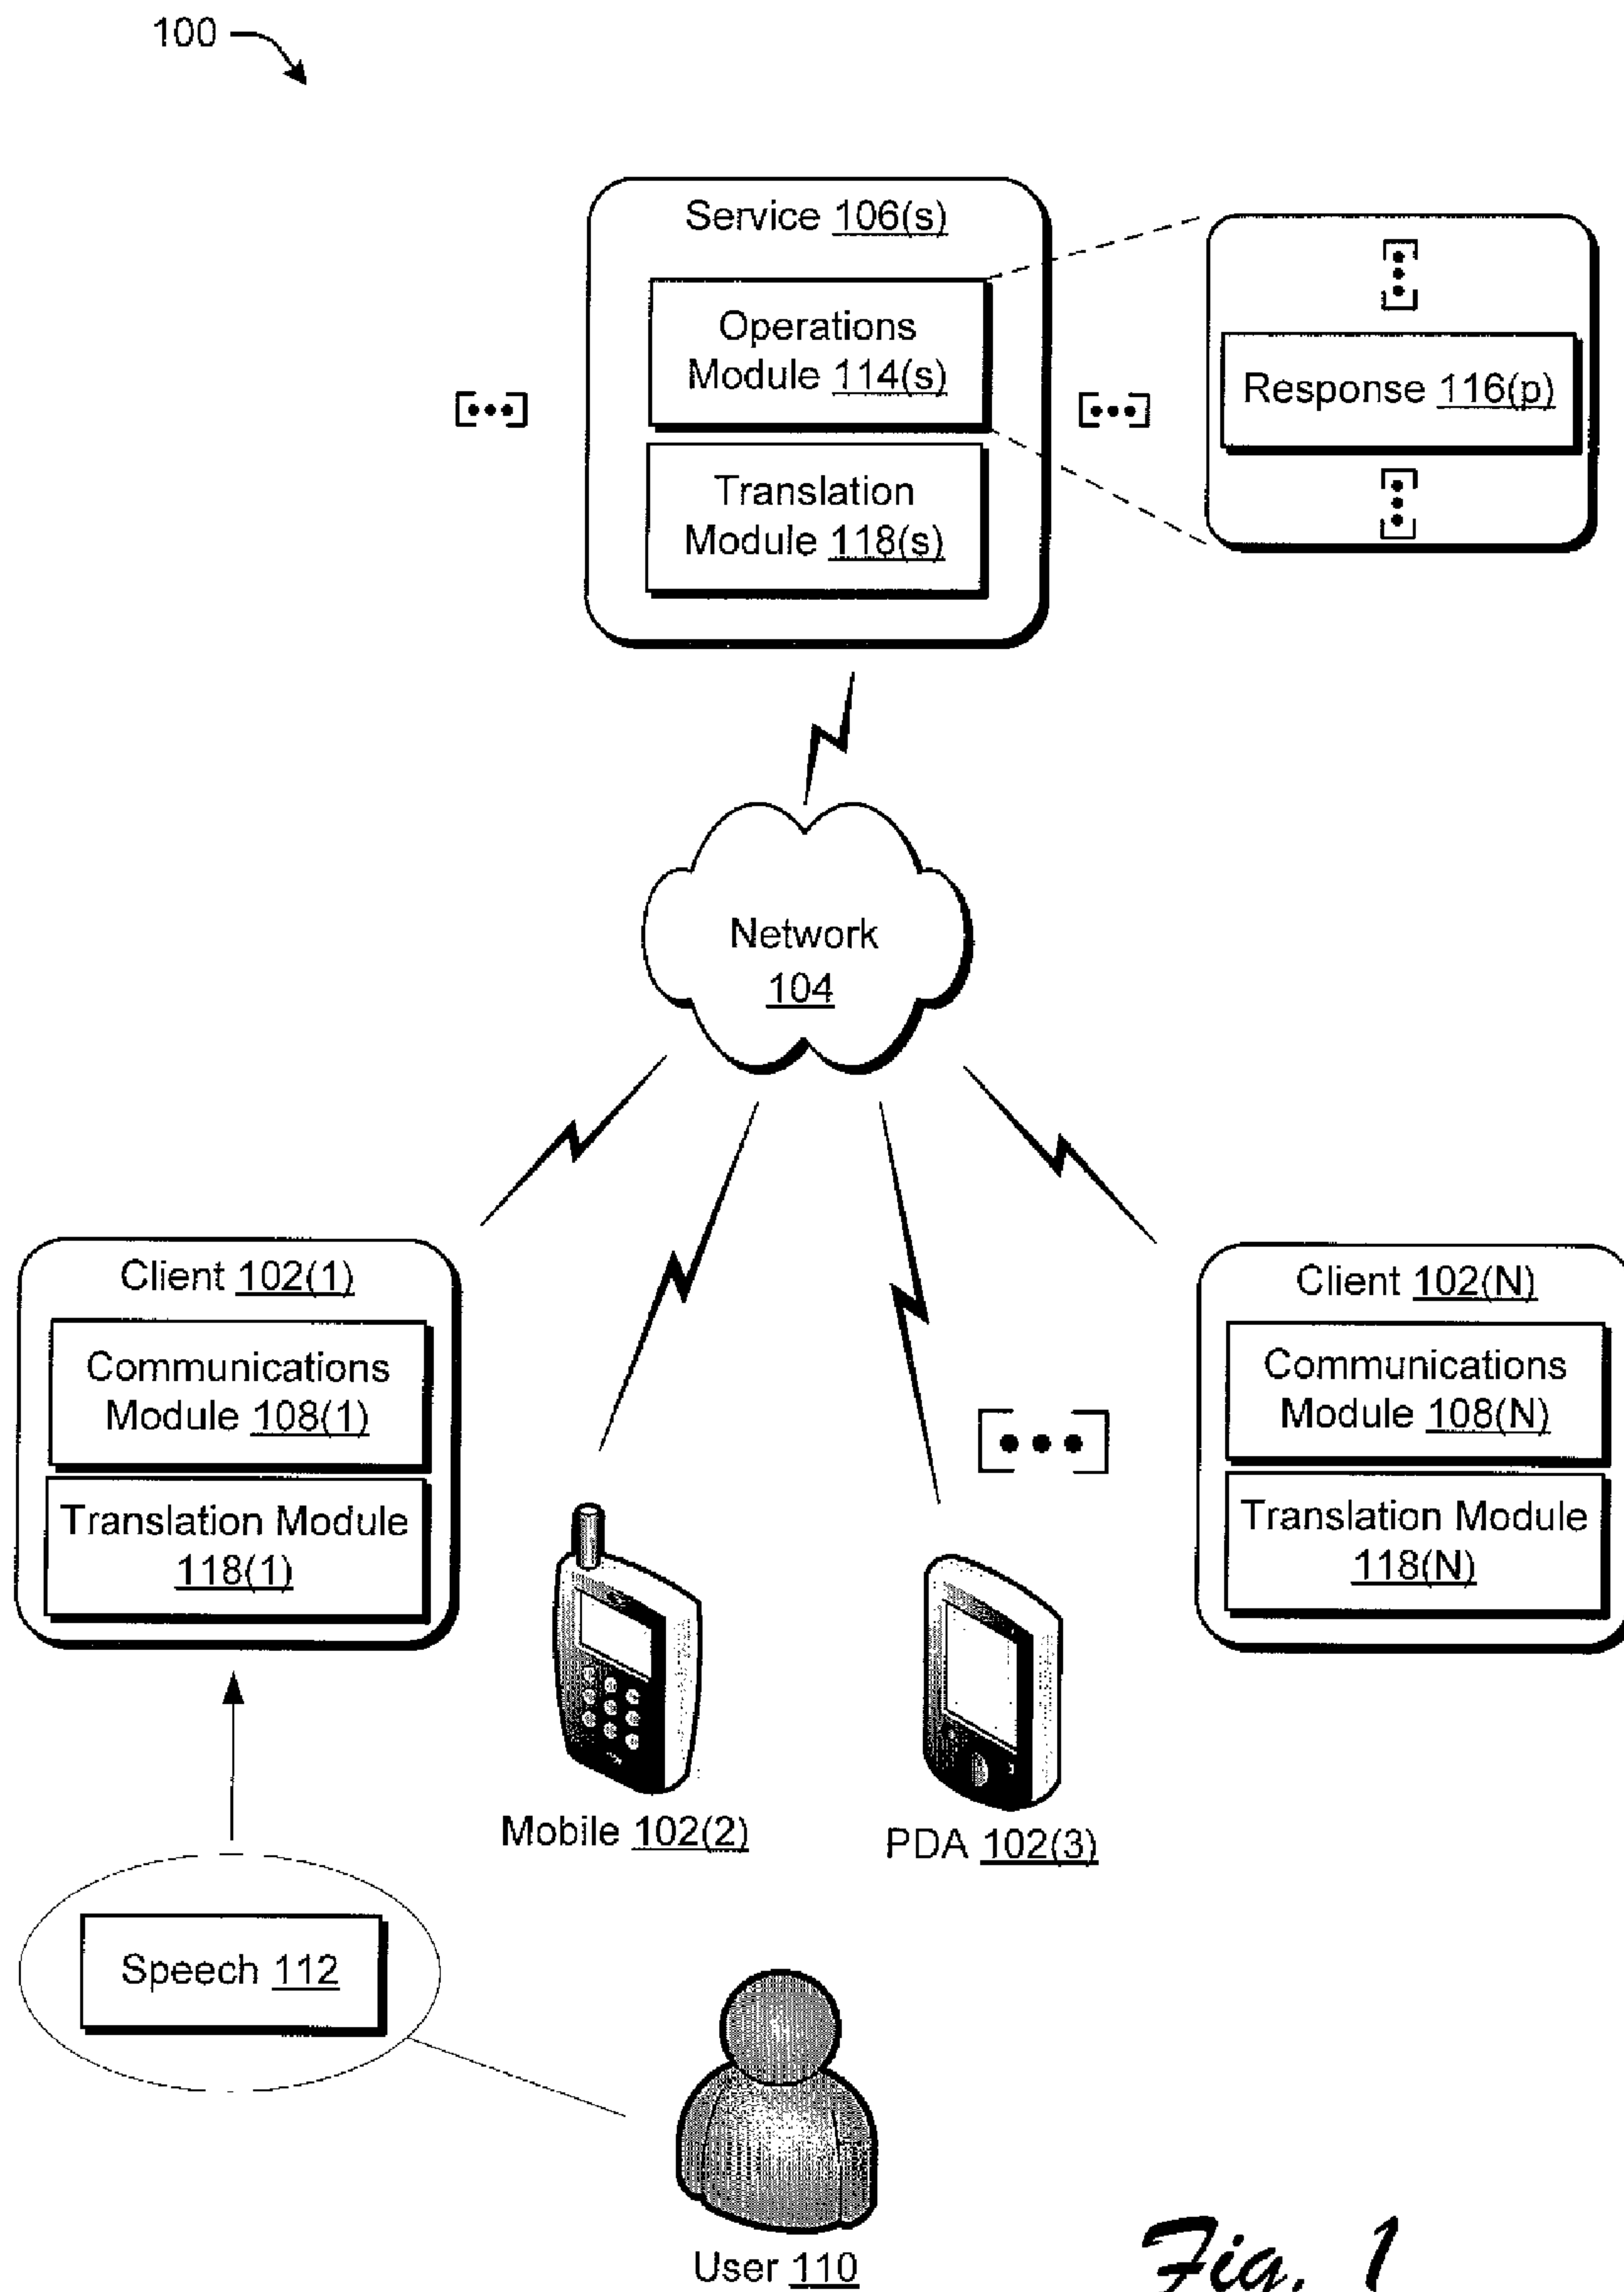 100
Service 106(s)
Operations
Module 114(s)
Translation
Module 118(s)
Response 116(p)
Network
104
Client 102(1)
Communications
Module 108(1)
Translation Module
118(1)
Client 102(N)
Communications
Module 108(N)
Translation Module
118(N)
Mobile 102(2)
PDA 102(3)
Speech 112
User 110
Fig. 1